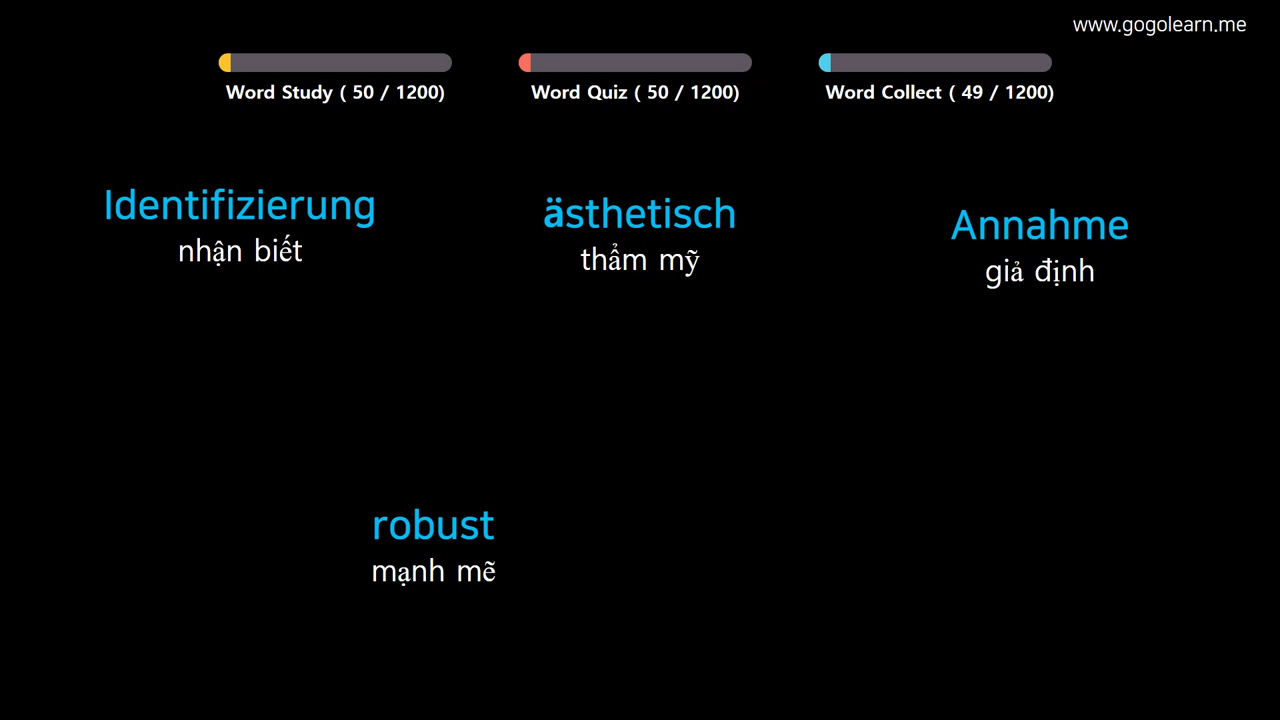 www.gogolearn.me
Word Study ( 50 / 1200)
Word Quiz ( 50 / 1200)
Word Collect ( 49 / 1200)
Identifizierung
nhận biết
ästhetisch
thẩm mỹ
Annahme
giả định
robust
mạnh mẽ